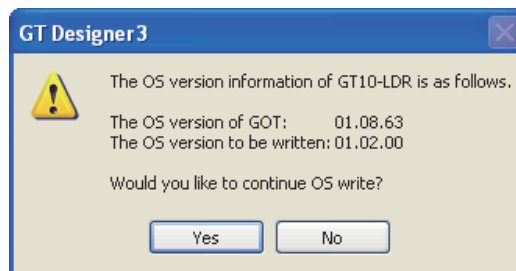 GT Designer3
The OS version information of GT10-LDR is as follows.
The OS version of GOT: 01.08.63
The OS version to be written: 01.02.00
Would you like to continue OS write?
Yes No